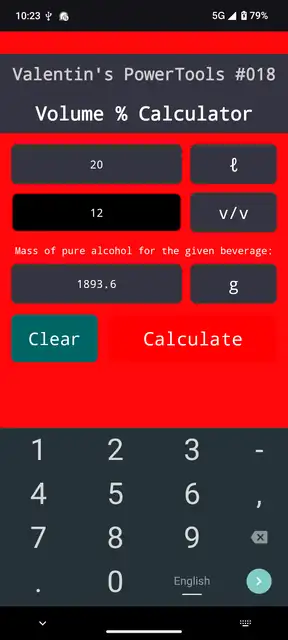 10:23 5G 79%
Valentin's PowerTools #018
Volume % Calculator
20 ℓ
12 v/v
Mass of pure alcohol for the given beverage:
1893.6 g
Clear Calculate
1 2 3 -
4 5 6 ,
7 8 9
. 0 English